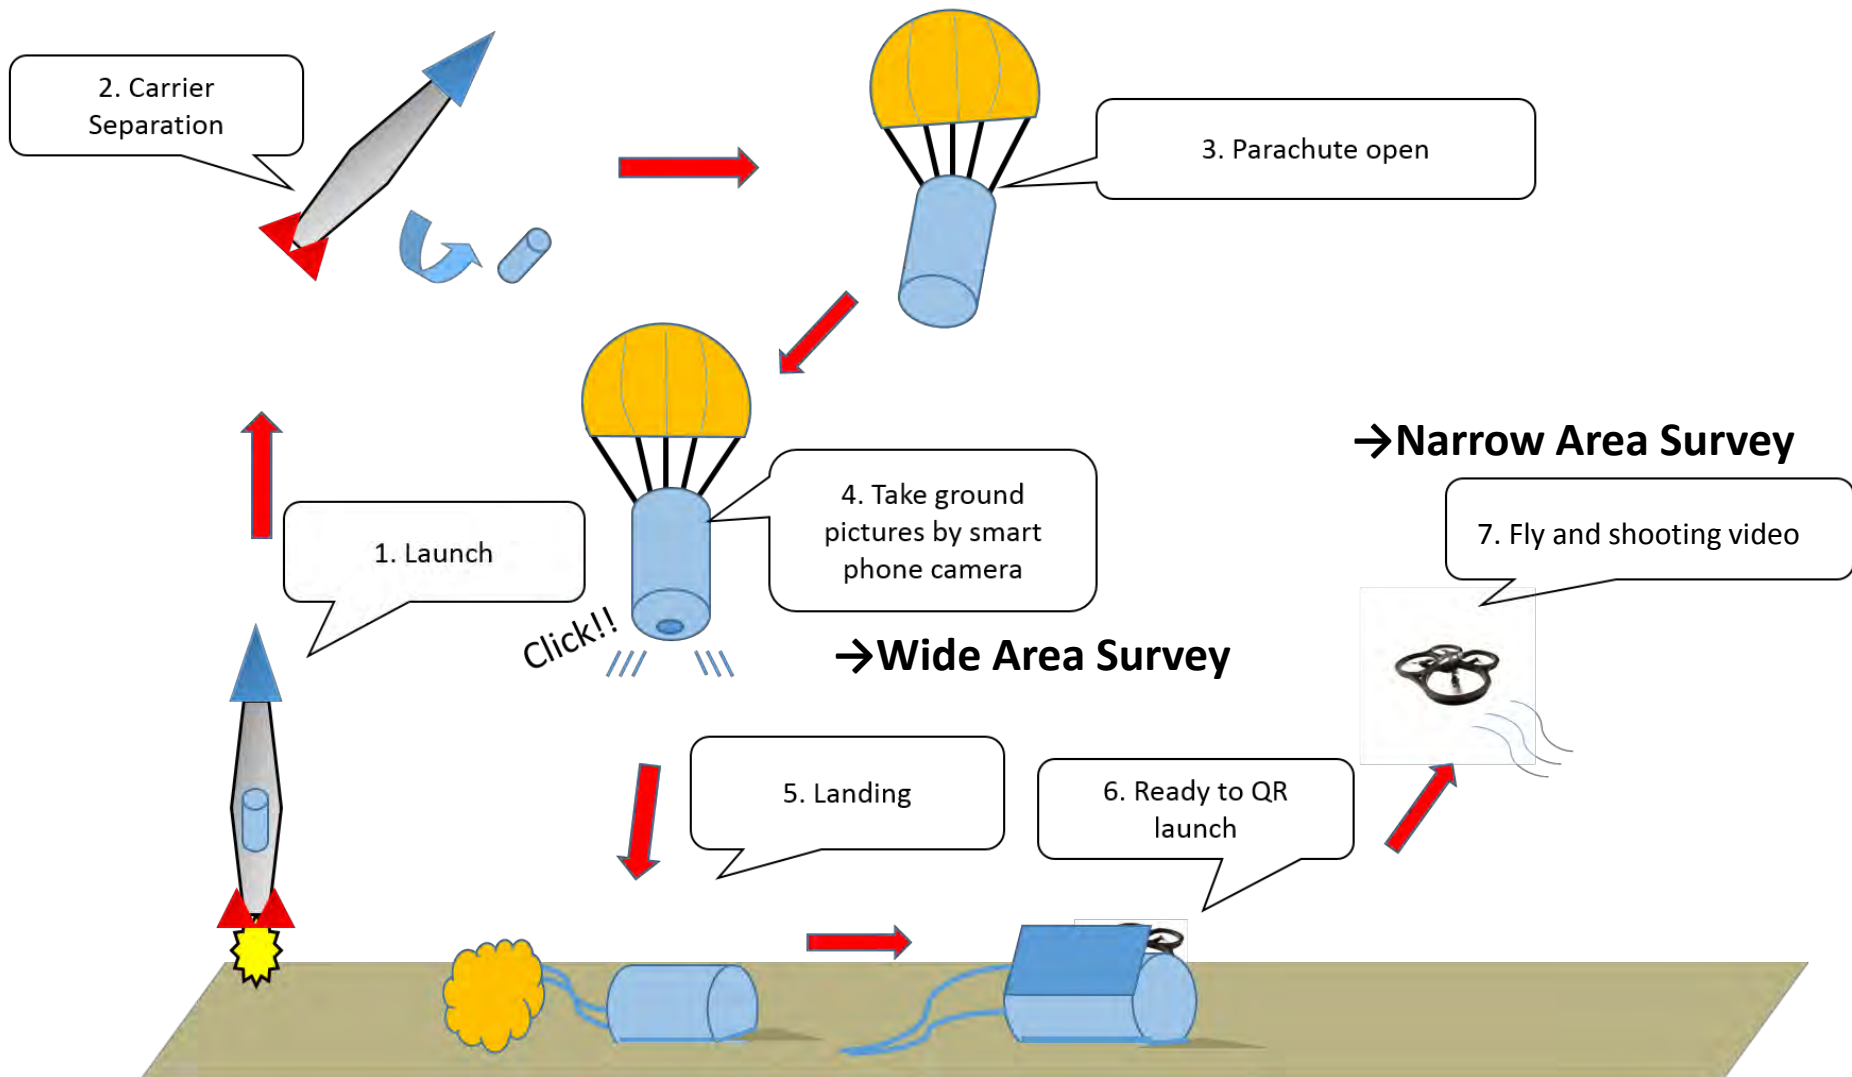 2. Carrier
Separation
3. Parachute open
→Narrow Area Survey
4. Take ground
pictures by smart
phone camera
7. Fly and shooting video
1. Launch
Click!!
→Wide Area Survey
5. Landing
6. Ready to QR
launch